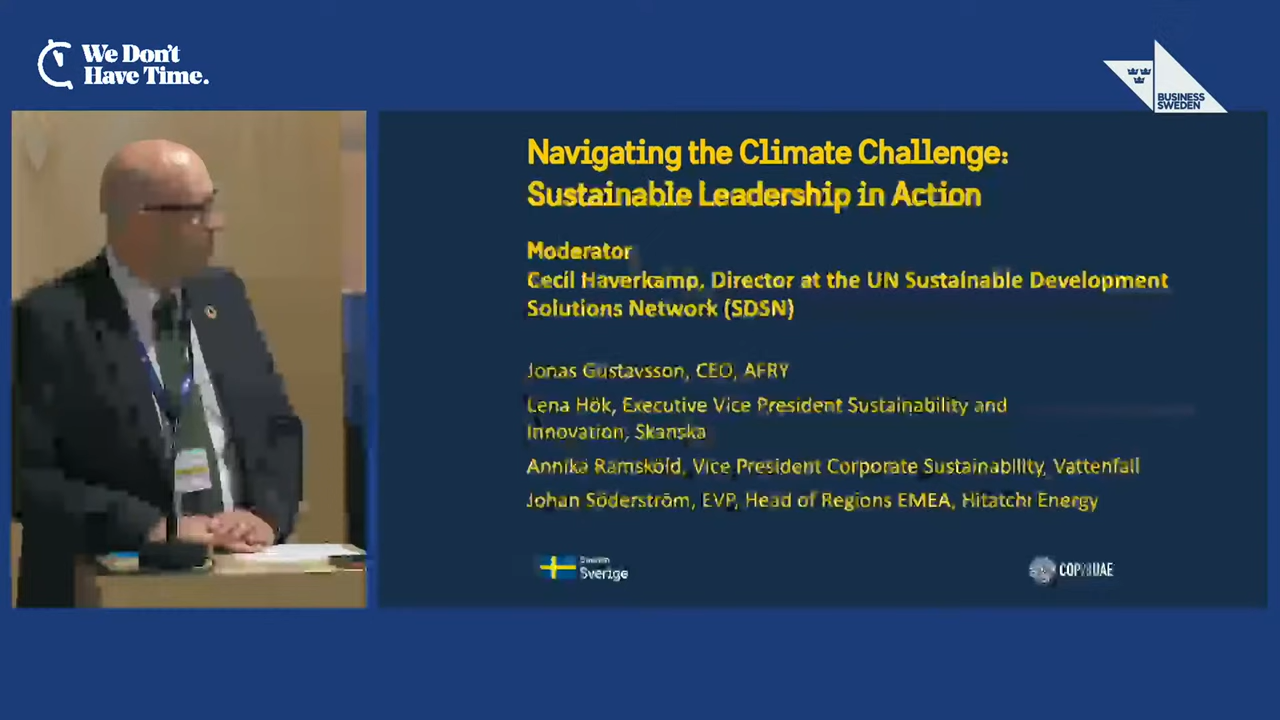 We Don't
Have Time.
BUSINESS
SWEDEN
Navigating the Climate Challenge:
Sustainable Leadership in Action
Moderator
Cecil Haverkamp, Director at the UN Sustainable Development
Solutions Network (SDSN)
Jonas Gustavsson, CEO, AFRY
Lena Hök, Executive Vice President Sustainability and
Innovation, Skanska
Annika Ramsköld, Vice President Corporate Sustainability, Vattenfall
Johan Söderström, EVP, Head of Regions EMEA, Hitatchi Energy
Sweden
Sverige
COP28UAE